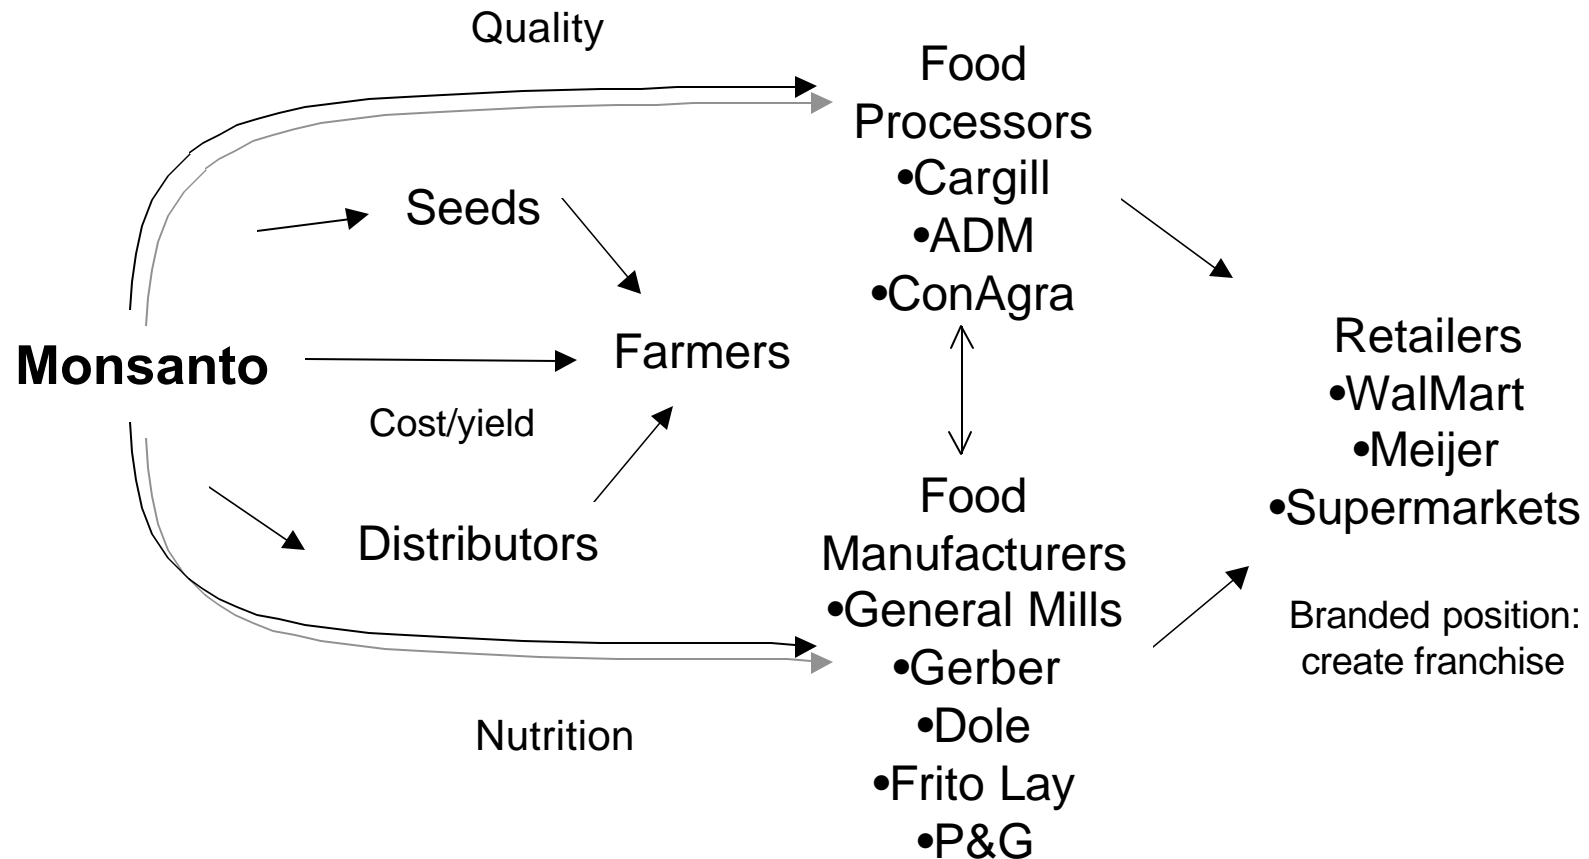 Quality
Food
Processors
•Cargill
•ADM
•ConAgra
Seeds
Monsanto
Farmers
Cost/yield
Distributors
Nutrition
Food
Manufacturers
•General Mills
•Gerber
•Dole
•Frito Lay
•P&G
Retailers
•WalMart
•Meijer
•Supermarkets
Branded position:
create franchise